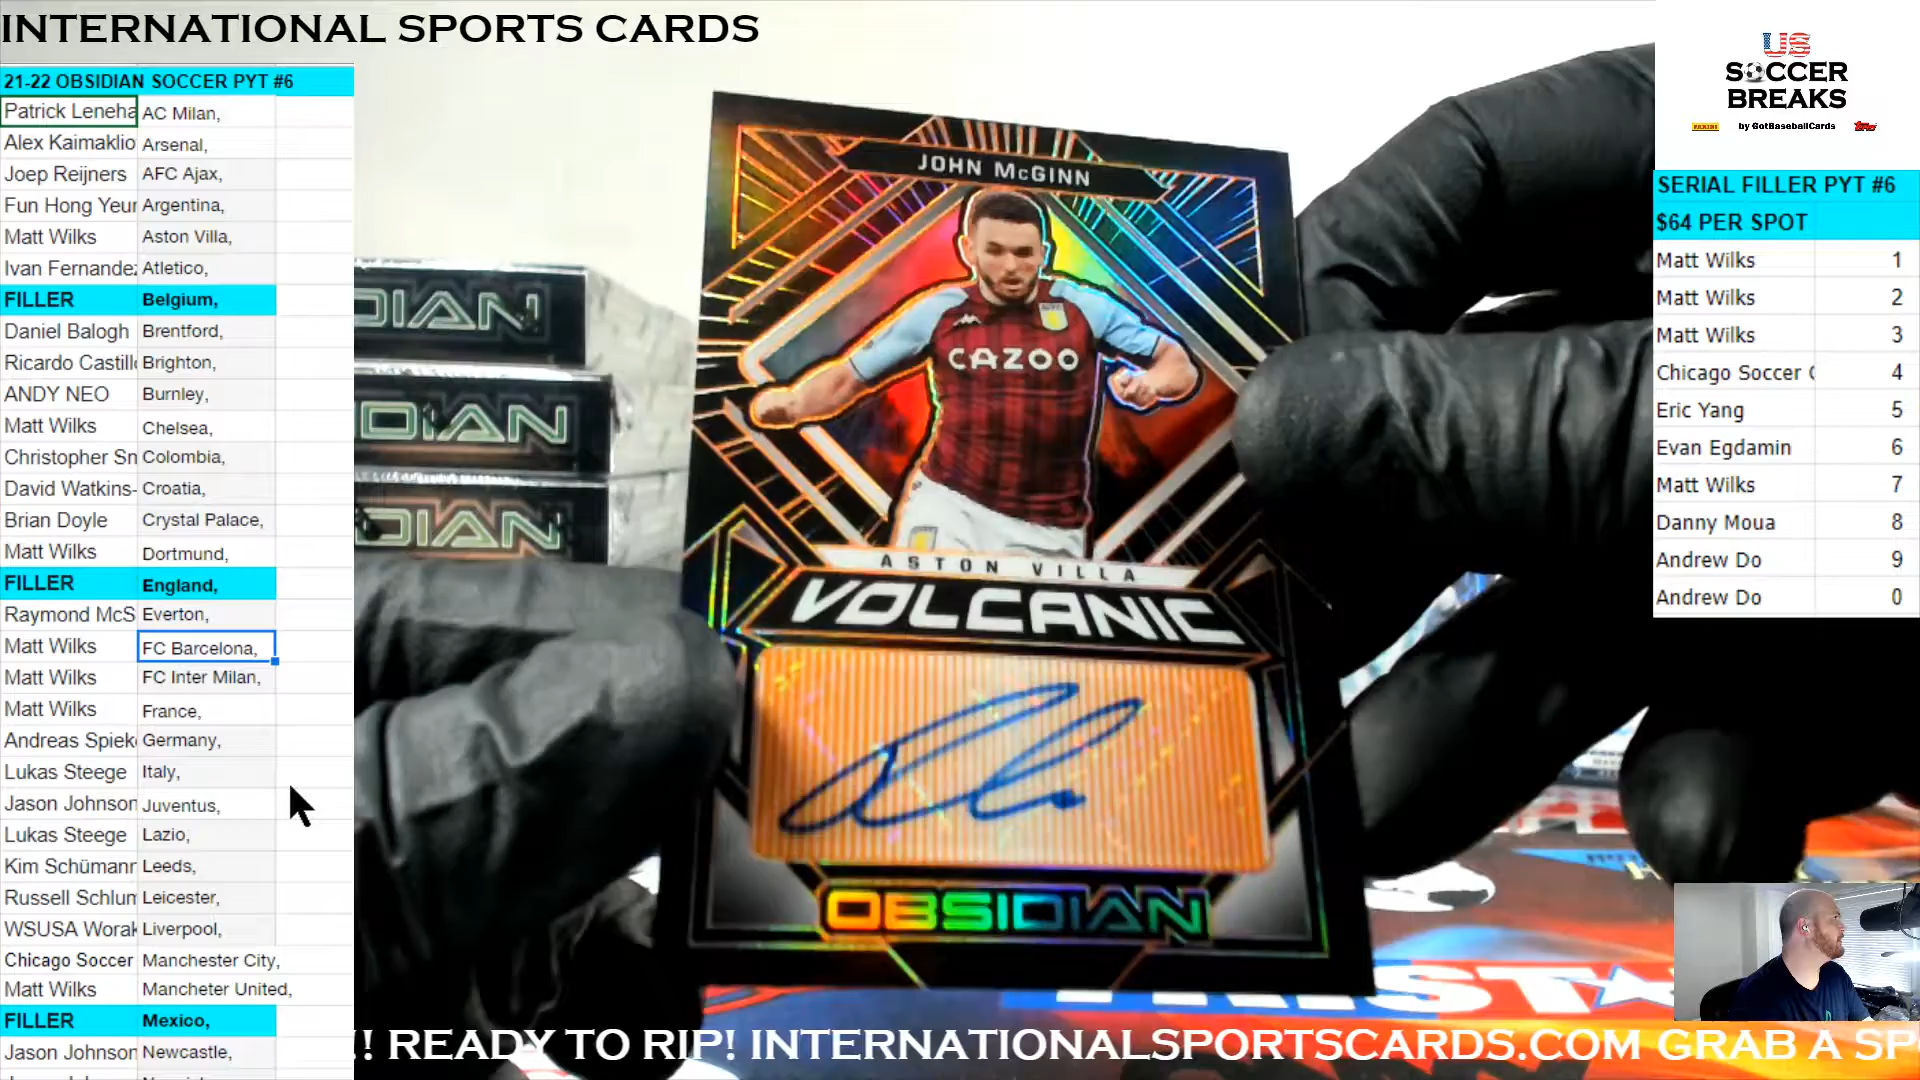 INTERNATIONAL SPORTS CARDS
21-22 OBSIDIAN SOCCER PYT #6
Patrick Leneha AC Milan,
Alex Kaimaklio Arsenal,
Joep Reijners AFC Ajax,
Fun Hong Yeur Argentina,
Matt Wilks Aston Villa,
Ivan Fernandez Atletico,
FILLER Belgium,
Daniel Balogh Brentford,
Ricardo Castill Brighton,
ANDY NEO Burnley,
Matt Wilks Chelsea,
Christopher Sn Colombia,
David Watkins- Croatia,
Brian Doyle Crystal Palace,
Matt Wilks Dortmund,
FILLER England,
Raymond McS Everton,
Matt Wilks FC Barcelona,
Matt Wilks FC Inter Milan,
Matt Wilks France,
Andreas Spiek Germany,
Lukas Steege Italy,
Jason Johnson Juventus,
Lukas Steege Lazio,
Kim Schümann Leeds,
Russell Schlum Leicester,
WSUSA Worak Liverpool,
Chicago Soccer Manchester City,
Matt Wilks Mancheter United,
FILLER Mexico,
Jason Johnson Newcastle,
JOHN McGINN
CAZOO
ASTON VILLA
VOLCANIC
OBSIDIAN
DIAN
DIAN
DIAN
US
SOCCER
BREAKS
PANINI by GotBaseballCards Topps
SERIAL FILLER PYT #6
$64 PER SPOT
Matt Wilks 1
Matt Wilks 2
Matt Wilks 3
Chicago Soccer 4
Eric Yang 5
Evan Egdamin 6
Matt Wilks 7
Danny Moua 8
Andrew Do 9
Andrew Do 0
!! READY TO RIP! INTERNATIONALSPORTSCARDS.COM GRAB A SP